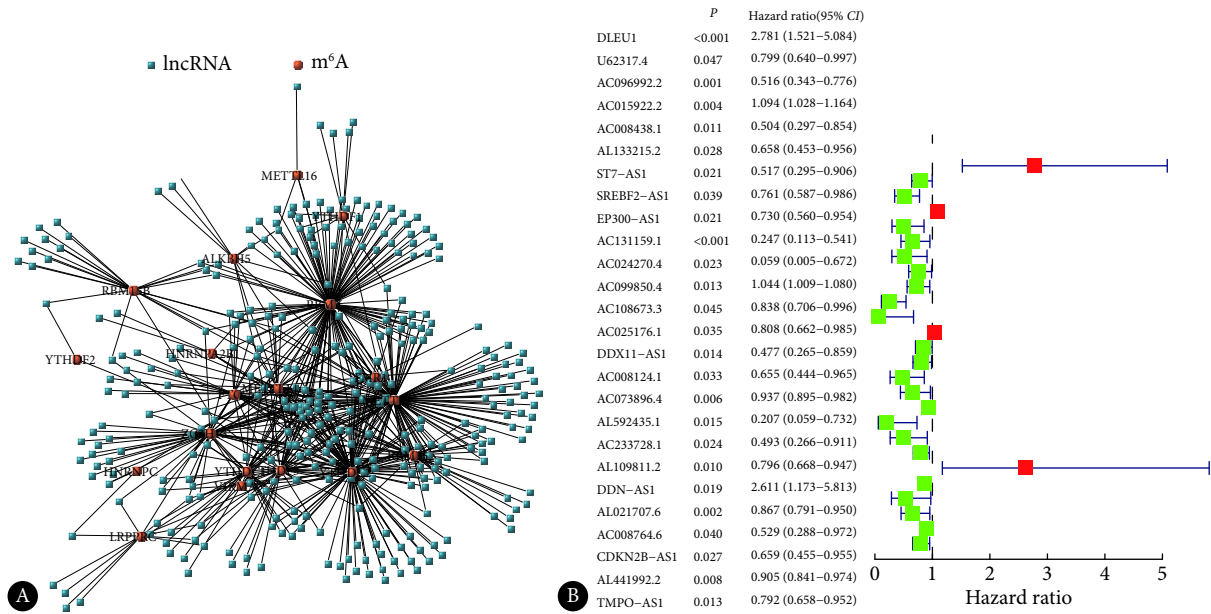 lncRNA m⁶A
METTL16
YTHDF1
ALKBH5
RBM15B
YTHDF2
HNRNPC
LRPPRC
A
P Hazard ratio(95% CI)
DLEU1 <0.001 2.781 (1.521−5.084)
U62317.4 0.047 0.799 (0.640−0.997)
AC096992.2 0.001 0.516 (0.343−0.776)
AC015922.2 0.004 1.094 (1.028−1.164)
AC008438.1 0.011 0.504 (0.297−0.854)
AL133215.2 0.028 0.658 (0.453−0.956)
ST7−AS1 0.021 0.517 (0.295−0.906)
SREBF2−AS1 0.039 0.761 (0.587−0.986)
EP300−AS1 0.021 0.730 (0.560−0.954)
AC131159.1 <0.001 0.247 (0.113−0.541)
AC024270.4 0.023 0.059 (0.005−0.672)
AC099850.4 0.013 1.044 (1.009−1.080)
AC108673.3 0.045 0.838 (0.706−0.996)
AC025176.1 0.035 0.808 (0.662−0.985)
DDX11−AS1 0.014 0.477 (0.265−0.859)
AC008124.1 0.033 0.655 (0.444−0.965)
AC073896.4 0.006 0.937 (0.895−0.982)
AL592435.1 0.015 0.207 (0.059−0.732)
AC233728.1 0.024 0.493 (0.266−0.911)
AL109811.2 0.010 0.796 (0.668−0.947)
DDN−AS1 0.019 2.611 (1.173−5.813)
AL021707.6 0.002 0.867 (0.791−0.950)
AC008764.6 0.040 0.529 (0.288−0.972)
CDKN2B−AS1 0.027 0.659 (0.455−0.955)
AL441992.2 0.008 0.905 (0.841−0.974)
TMPO−AS1 0.013 0.792 (0.658−0.952)
0 1 2 3 4 5
Hazard ratio
B